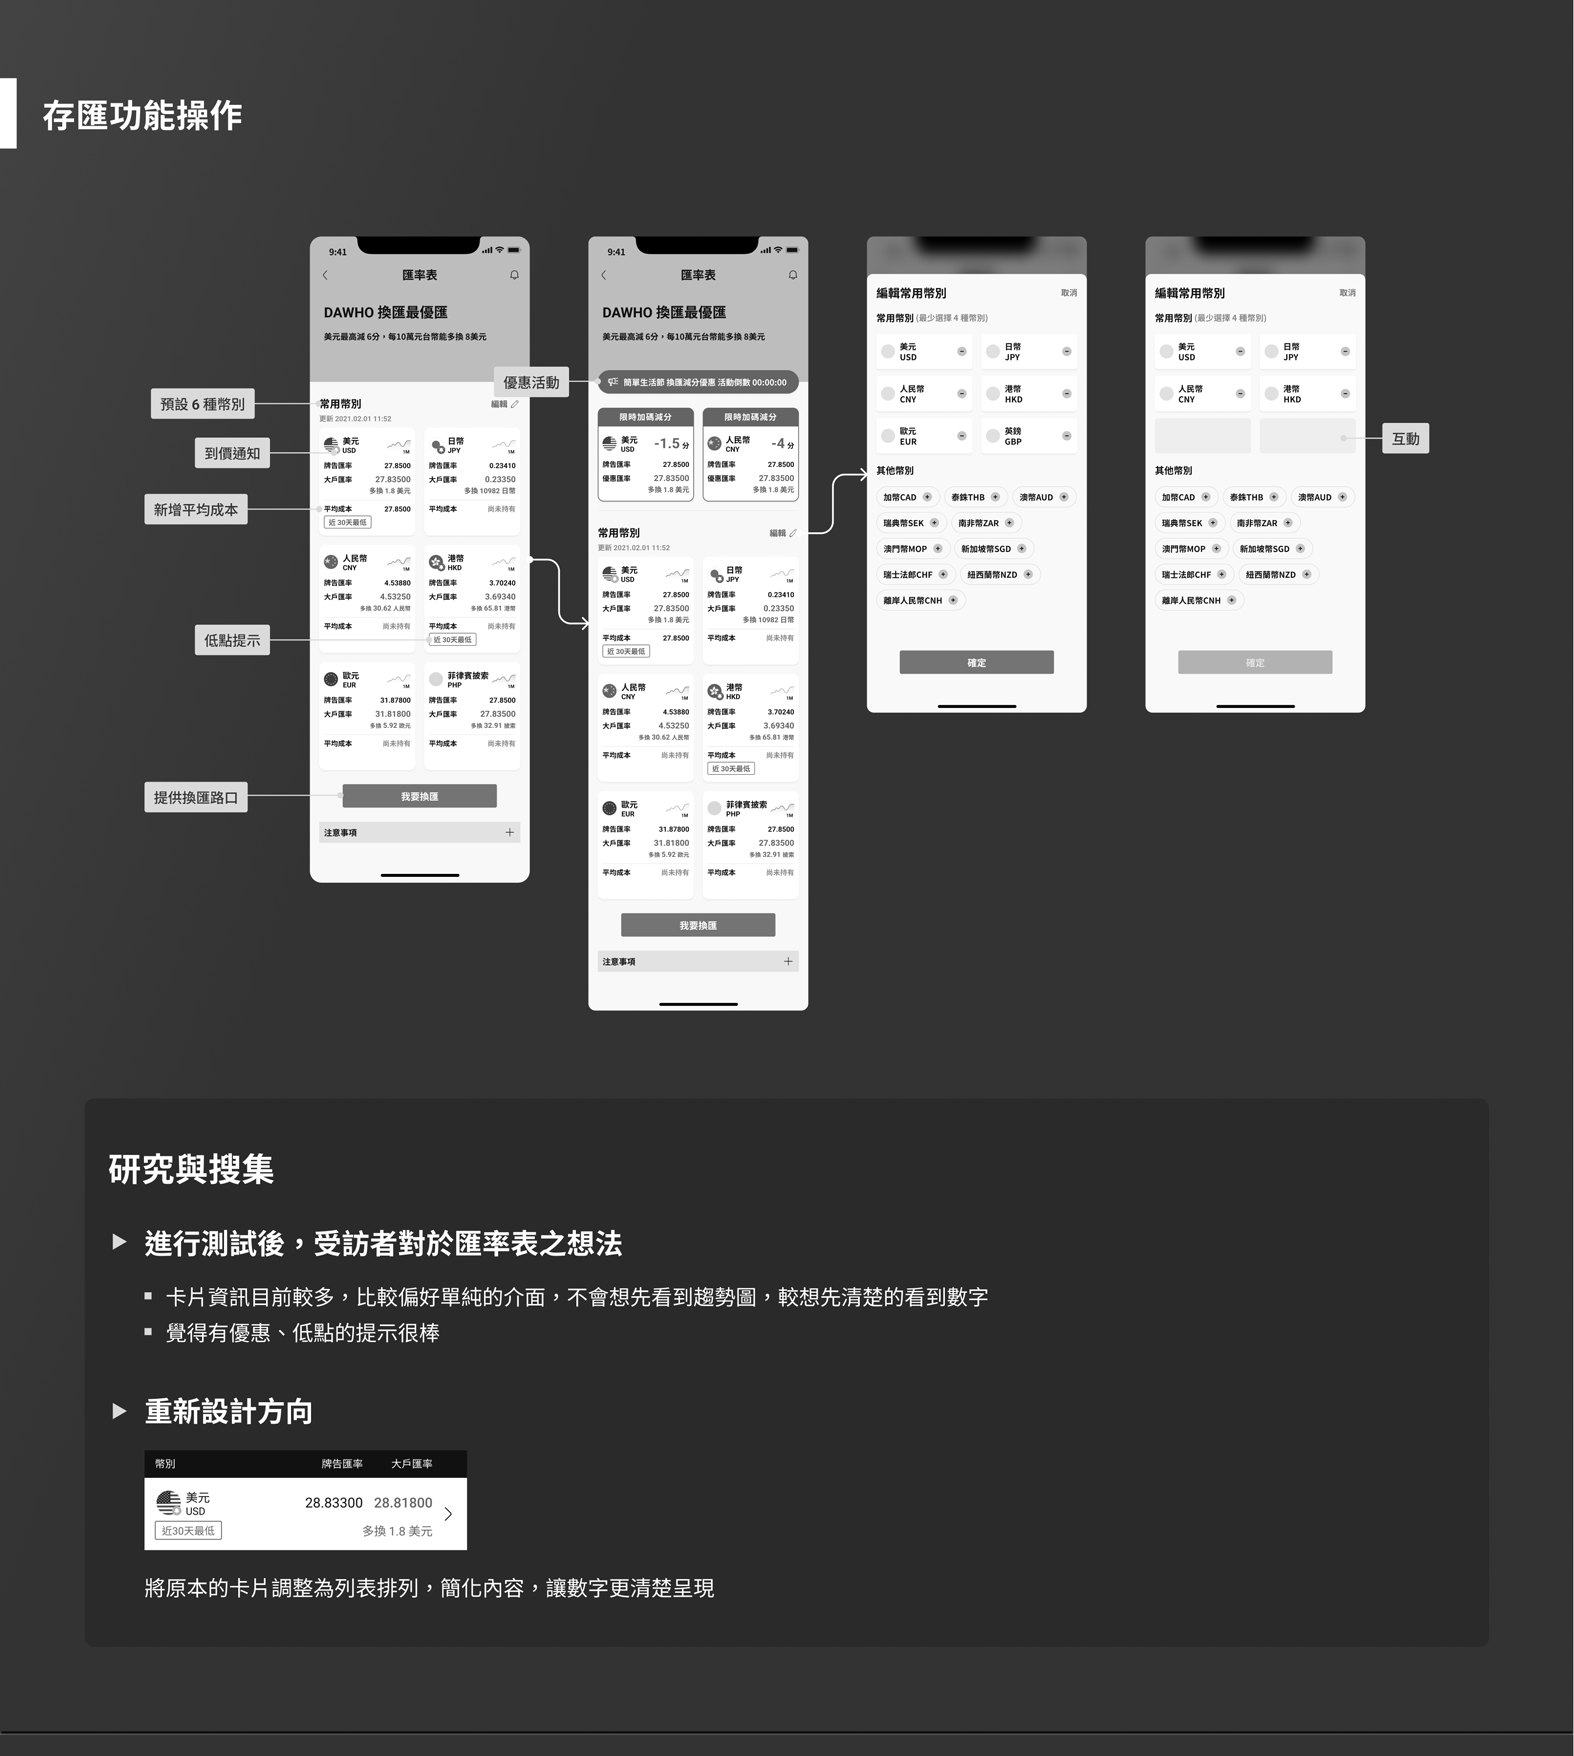 存匯功能操作
預設 6 種幣別
到價通知
新增平均成本
低點提示
提供換匯路口
9:41
匯率表
DAWHO 換匯最優匯
美元最高減 6分，每10萬元台幣能多換 8美元
常用幣別
編輯
更新 2021.02.01 11:52
美元
USD
1M
牌告匯率 27.8500
大戶匯率 27.83500
多換 1.8 美元
平均成本 27.8500
近 30天最低
日幣
JPY
1M
牌告匯率 0.23410
大戶匯率 0.23350
多換 10982 日幣
平均成本 尚未持有
人民幣
CNY
1M
牌告匯率 4.53880
大戶匯率 4.53250
多換 30.62 人民幣
平均成本 尚未持有
港幣
HKD
1M
牌告匯率 3.70240
大戶匯率 3.69340
多換 65.81 港幣
平均成本 尚未持有
近 30天最低
歐元
EUR
1M
牌告匯率 31.87800
大戶匯率 31.81800
多換 5.92 歐元
平均成本 尚未持有
菲律賓披索
PHP
1M
牌告匯率 27.8500
大戶匯率 27.83500
多換 32.91 披索
平均成本 尚未持有
我要換匯
注意事項
優惠活動
9:41
匯率表
DAWHO 換匯最優匯
美元最高減 6分，每10萬元台幣能多換 8美元
簡單生活節 換匯減分優惠 活動倒數 00:00:00
限時加碼減分
美元
USD
-1.5 分
牌告匯率 27.8500
優惠匯率 27.83500
多換 1.8 美元
限時加碼減分
人民幣
CNY
-4 分
牌告匯率 27.8500
優惠匯率 27.83500
多換 1.8 美元
常用幣別
編輯
更新 2021.02.01 11:52
美元
USD
1M
牌告匯率 27.8500
大戶匯率 27.83500
多換 1.8 美元
平均成本 27.8500
近 30天最低
日幣
JPY
1M
牌告匯率 0.23410
大戶匯率 0.23350
多換 10982 日幣
平均成本 尚未持有
人民幣
CNY
1M
牌告匯率 4.53880
大戶匯率 4.53250
多換 30.62 人民幣
平均成本 尚未持有
港幣
HKD
1M
牌告匯率 3.70240
大戶匯率 3.69340
多換 65.81 港幣
平均成本 尚未持有
近 30天最低
歐元
EUR
1M
牌告匯率 31.87800
大戶匯率 31.81800
多換 5.92 歐元
平均成本 尚未持有
菲律賓披索
PHP
1M
牌告匯率 27.8500
大戶匯率 27.83500
多換 32.91 披索
平均成本 尚未持有
我要換匯
注意事項
編輯常用幣別
取消
常用幣別 (最少選擇 4 種幣別)
美元
USD
日幣
JPY
人民幣
CNY
港幣
HKD
歐元
EUR
英鎊
GBP
其他幣別
加幣CAD 泰銖THB 澳幣AUD
瑞典幣SEK 南非幣ZAR
澳門幣MOP 新加坡幣SGD
瑞士法郎CHF 紐西蘭幣NZD
離岸人民幣CNH
確定
編輯常用幣別
取消
常用幣別 (最少選擇 4 種幣別)
美元
USD
日幣
JPY
人民幣
CNY
港幣
HKD
互動
其他幣別
加幣CAD 泰銖THB 澳幣AUD
瑞典幣SEK 南非幣ZAR
澳門幣MOP 新加坡幣SGD
瑞士法郎CHF 紐西蘭幣NZD
離岸人民幣CNH
確定
研究與搜集
進行測試後，受訪者對於匯率表之想法
卡片資訊目前較多，比較偏好單純的介面，不會想先看到趨勢圖，較想先清楚的看到數字
覺得有優惠、低點的提示很棒
重新設計方向
幣別 牌告匯率 大戶匯率
美元
USD
28.83300 28.81800
近30天最低
多換 1.8 美元
將原本的卡片調整為列表排列，簡化內容，讓數字更清楚呈現